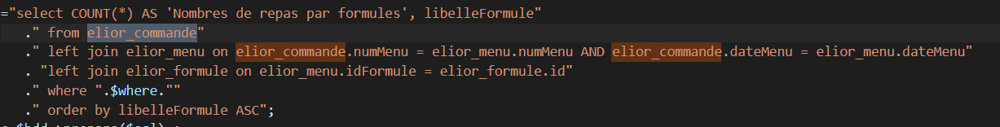 ="select COUNT(*) AS 'Nombres de repas par formules', libelleFormule"
." from elior_commande"
." left join elior_menu on elior_commande.numMenu = elior_menu.numMenu AND elior_commande.dateMenu = elior_menu.dateMenu"
. "left join elior_formule on elior_menu.idFormule = elior_formule.id"
." where ".$where.""
." order by libelleFormule ASC";